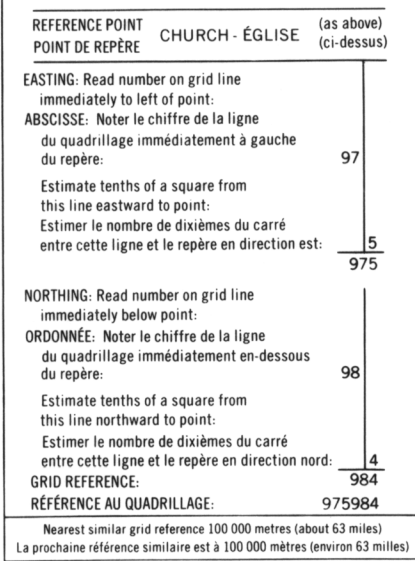 REFERENCE POINT CHURCH - ÉGLISE (as above)
POINT DE REPÈRE (ci-dessus)
EASTING: Read number on grid line
immediately to left of point:
ABSCISSE: Noter le chiffre de la ligne
du quadrillage immédiatement à gauche
du repère: 97
Estimate tenths of a square from
this line eastward to point:
Estimer le nombre de dixièmes du carré
entre cette ligne et le repère en direction est: 5
975
NORTHING: Read number on grid line
immediately below point:
ORDONNÉE: Noter le chiffre de la ligne
du quadrillage immédiatement en-dessous
du repère: 98
Estimate tenths of a square from
this line northward to point:
Estimer le nombre de dixièmes du carré
entre cette ligne et le repère en direction nord: 4
GRID REFERENCE: 984
RÉFÉRENCE AU QUADRILLAGE: 975984
Nearest similar grid reference 100 000 metres (about 63 miles)
La prochaine référence similaire est à 100 000 mètres (environ 63 milles)